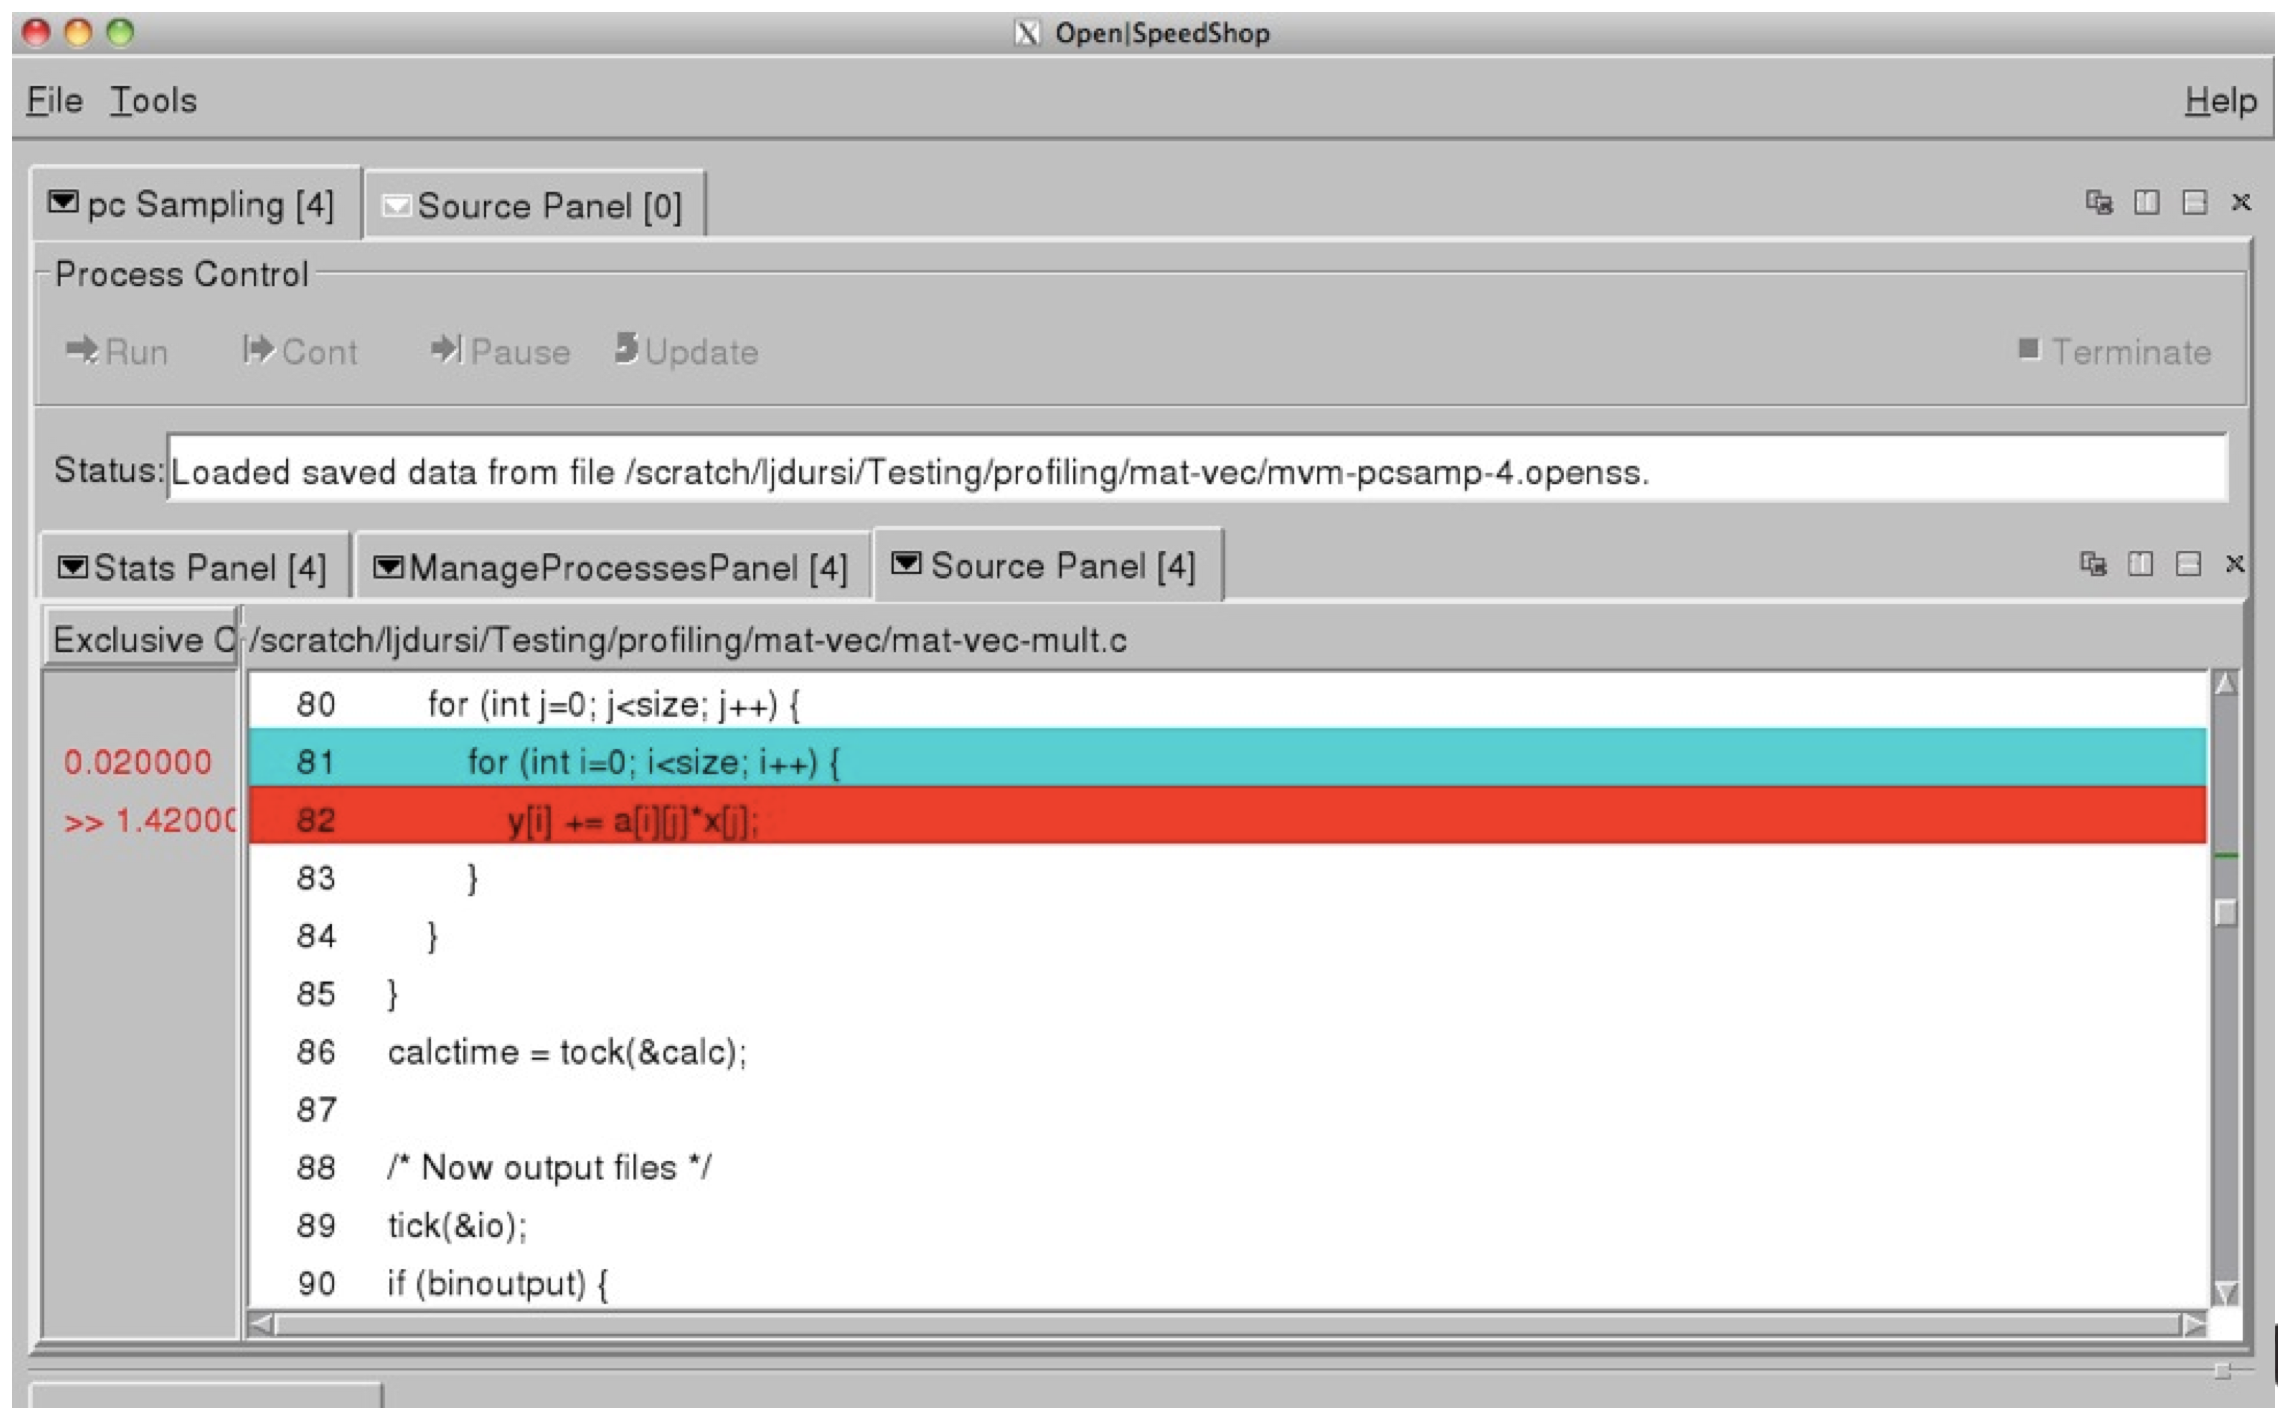 Open|SpeedShop
File Tools Help
pc Sampling [4] Source Panel [0]
Process Control
Run Cont Pause Update Terminate
Status: Loaded saved data from file /scratch/ljdursi/Testing/profiling/mat-vec/mvm-pcsamp-4.openss.
Stats Panel [4] ManageProcessesPanel [4] Source Panel [4]
Exclusive C /scratch/ljdursi/Testing/profiling/mat-vec/mat-vec-mult.c
80 for (int j=0; j<size; j++) {
0.020000 81 for (int i=0; i<size; i++) {
>> 1.42000 82 y[i] += a[i][j]*x[j];
83 }
84 }
85 }
86 calctime = tock(&calc);
87
88 /* Now output files */
89 tick(&io);
90 if (binoutput) {